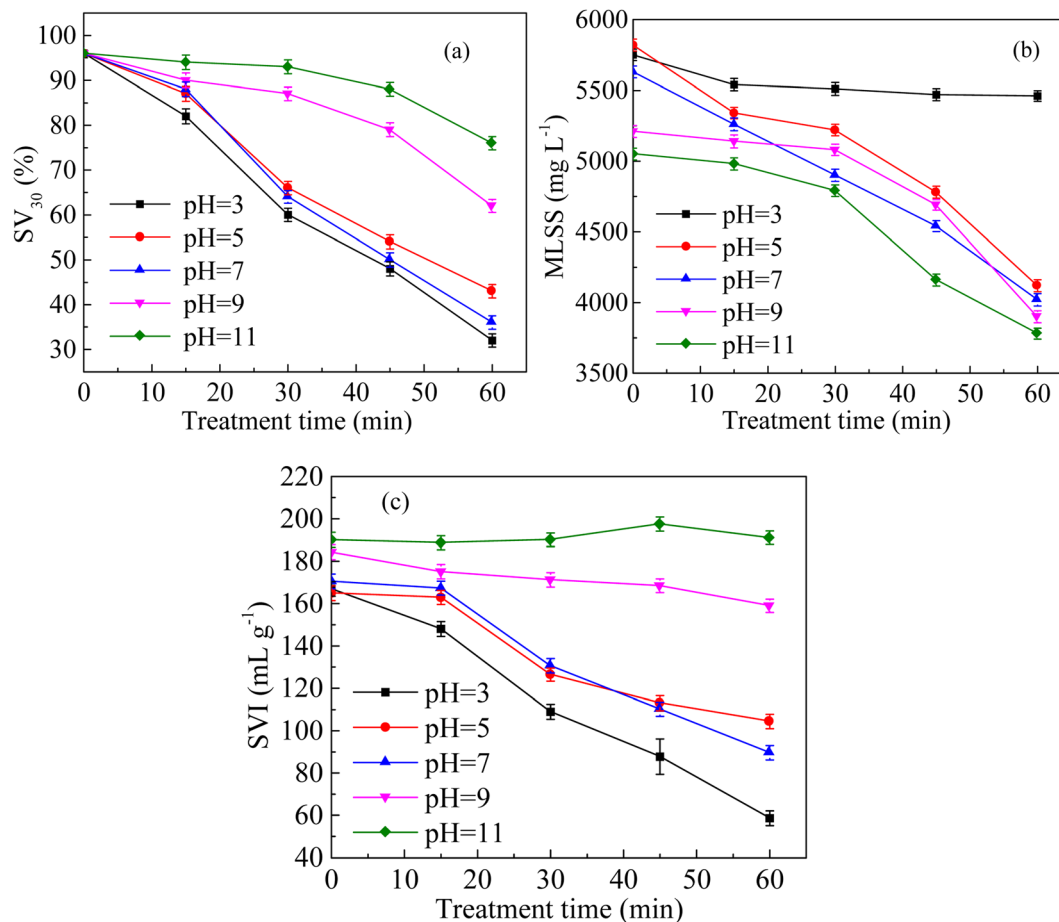 (a)
100
90
80
70
60
50
40
30
SV₃₀ (%)
pH=3
pH=5
pH=7
pH=9
pH=11
0 10 20 30 40 50 60
Treatment time (min)
(b)
6000
5500
5000
4500
4000
3500
MLSS (mg L⁻¹)
pH=3
pH=5
pH=7
pH=9
pH=11
0 10 20 30 40 50 60
Treatment time (min)
(c)
220
200
180
160
140
120
100
80
60
40
SVI (mL g⁻¹)
pH=3
pH=5
pH=7
pH=9
pH=11
0 10 20 30 40 50 60
Treatment time (min)